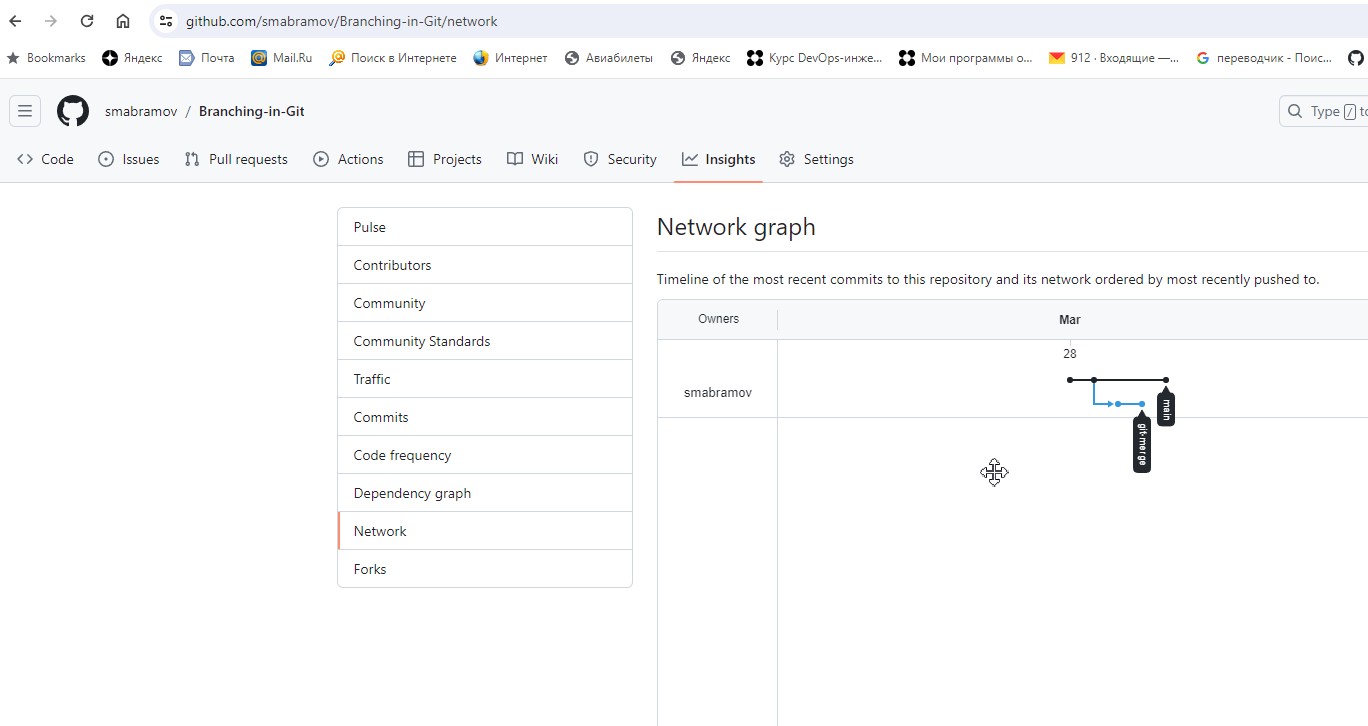 github.com/smabramov/Branching-in-Git/network
Bookmarks Яндекс Почта Mail.Ru Поиск в Интернете Интернет Авиабилеты Яндекс Курс DevOps-инже... Мои программы о... 912 · Входящие —... переводчик - Поис...
smabramov / Branching-in-Git
Type / to
Code Issues Pull requests Actions Projects Wiki Security Insights Settings
Pulse
Contributors
Community
Community Standards
Traffic
Commits
Code frequency
Dependency graph
Network
Forks
Network graph
Timeline of the most recent commits to this repository and its network ordered by most recently pushed to.
Owners Mar
28
smabramov
main
git-merge